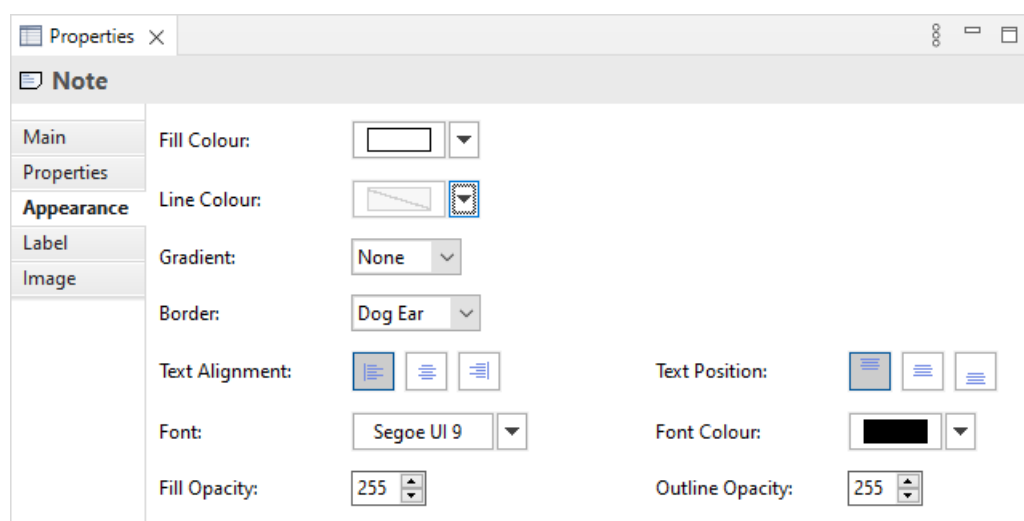 Properties
Note
Main
Properties
Appearance
Label
Image
Fill Colour:
Line Colour:
Gradient: None
Border: Dog Ear
Text Alignment: Text Position:
Font: Segoe UI 9 Font Colour:
Fill Opacity: 255 Outline Opacity: 255